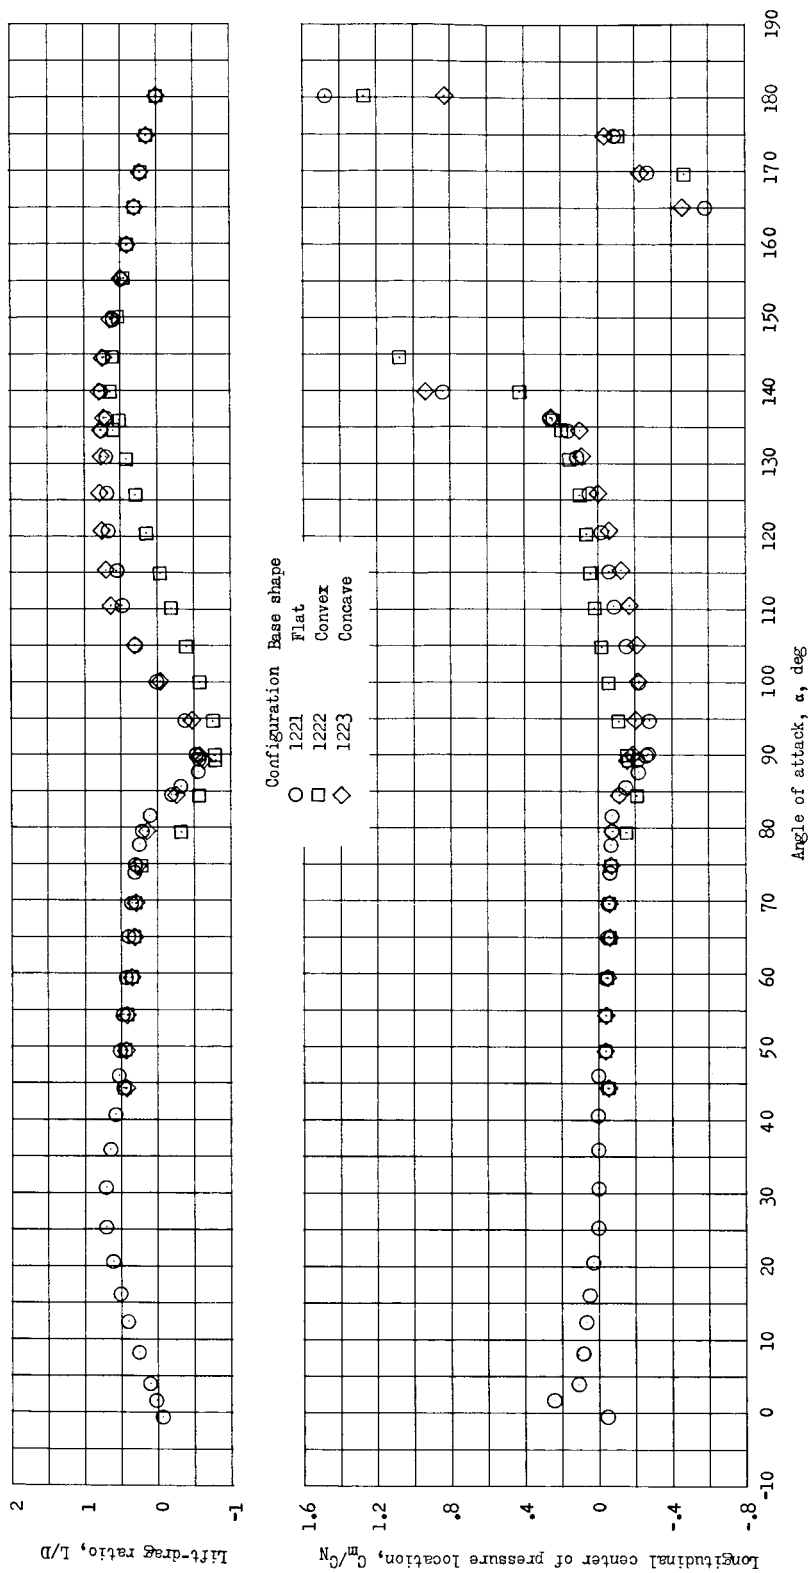 2
1
0
-1
Lift-drag ratio, L/D
Configuration Base shape
1221 Flat
1222 Convex
1223 Concave
1.6
1.2
.8
.4
0
-.4
-.8
Longitudinal center of pressure location, Cm/CN
-10 0 10 20 30 40 50 60 70 80 90 100 110 120 130 140 150 160 170 180 190
Angle of attack, α, deg